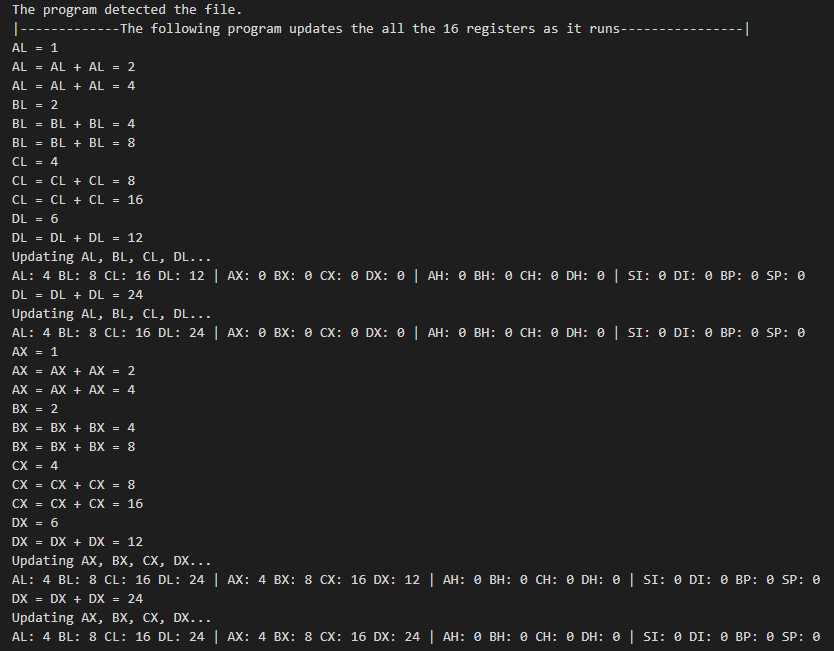 The program detected the file.
|-------------The following program updates the all the 16 registers as it runs----------------|
AL = 1
AL = AL + AL = 2
AL = AL + AL = 4
BL = 2
BL = BL + BL = 4
BL = BL + BL = 8
CL = 4
CL = CL + CL = 8
CL = CL + CL = 16
DL = 6
DL = DL + DL = 12
Updating AL, BL, CL, DL...
AL: 4 BL: 8 CL: 16 DL: 12 | AX: 0 BX: 0 CX: 0 DX: 0 | AH: 0 BH: 0 CH: 0 DH: 0 | SI: 0 DI: 0 BP: 0 SP: 0
DL = DL + DL = 24
Updating AL, BL, CL, DL...
AL: 4 BL: 8 CL: 16 DL: 24 | AX: 0 BX: 0 CX: 0 DX: 0 | AH: 0 BH: 0 CH: 0 DH: 0 | SI: 0 DI: 0 BP: 0 SP: 0
AX = 1
AX = AX + AX = 2
AX = AX + AX = 4
BX = 2
BX = BX + BX = 4
BX = BX + BX = 8
CX = 4
CX = CX + CX = 8
CX = CX + CX = 16
DX = 6
DX = DX + DX = 12
Updating AX, BX, CX, DX...
AL: 4 BL: 8 CL: 16 DL: 24 | AX: 4 BX: 8 CX: 16 DX: 12 | AH: 0 BH: 0 CH: 0 DH: 0 | SI: 0 DI: 0 BP: 0 SP: 0
DX = DX + DX = 24
Updating AX, BX, CX, DX...
AL: 4 BL: 8 CL: 16 DL: 24 | AX: 4 BX: 8 CX: 16 DX: 24 | AH: 0 BH: 0 CH: 0 DH: 0 | SI: 0 DI: 0 BP: 0 SP: 0